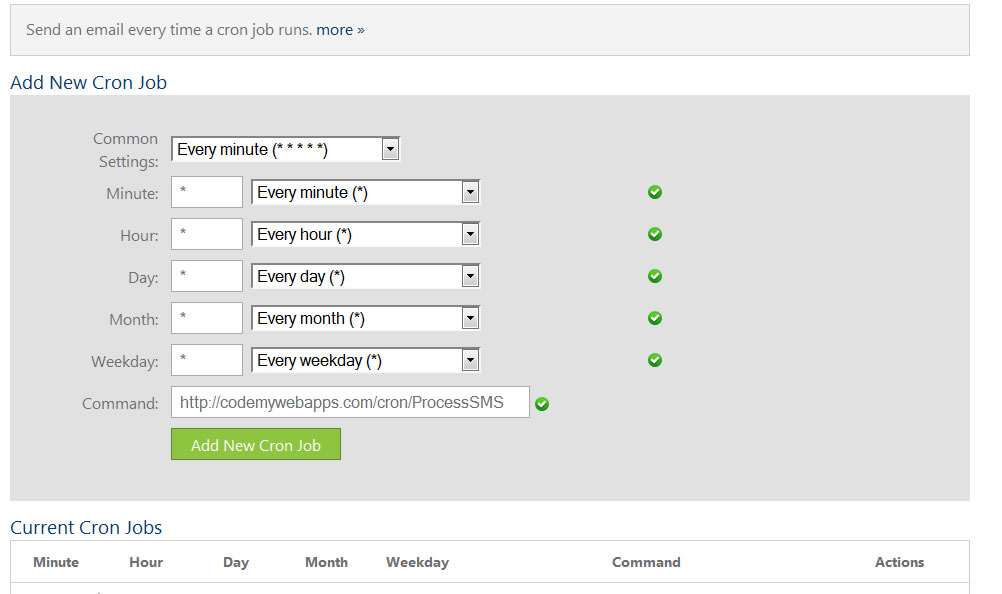 Send an email every time a cron job runs. more »
Add New Cron Job
Common
Settings: Every minute (* * * * *)
Minute: * Every minute (*)
Hour: * Every hour (*)
Day: * Every day (*)
Month: * Every month (*)
Weekday: * Every weekday (*)
Command: http://codemywebapps.com/cron/ProcessSMS
Add New Cron Job
Current Cron Jobs
Minute Hour Day Month Weekday Command Actions